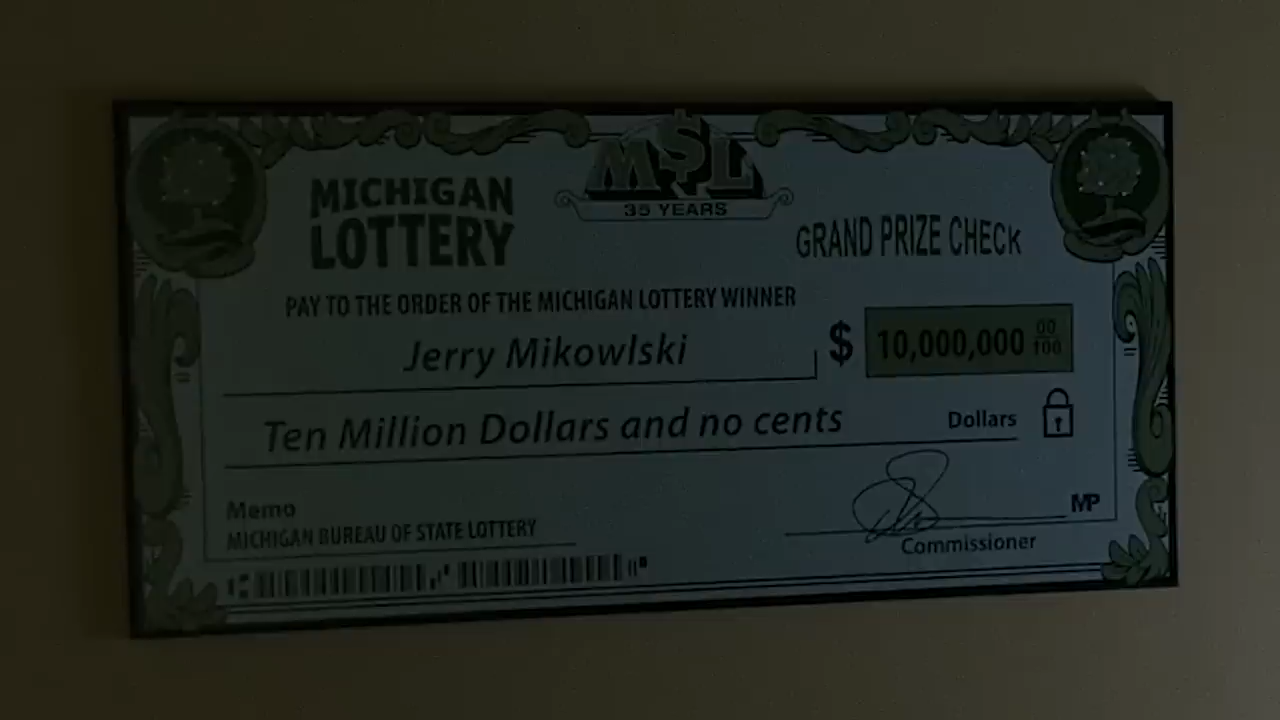 M$L
35 YEARS
MICHIGAN
LOTTERY
GRAND PRIZE CHECK
PAY TO THE ORDER OF THE MICHIGAN LOTTERY WINNER
Jerry Mikowlski
$ 10,000,000 00/100
Ten Million Dollars and no cents Dollars
Memo
MICHIGAN BUREAU OF STATE LOTTERY
MP
Commissioner